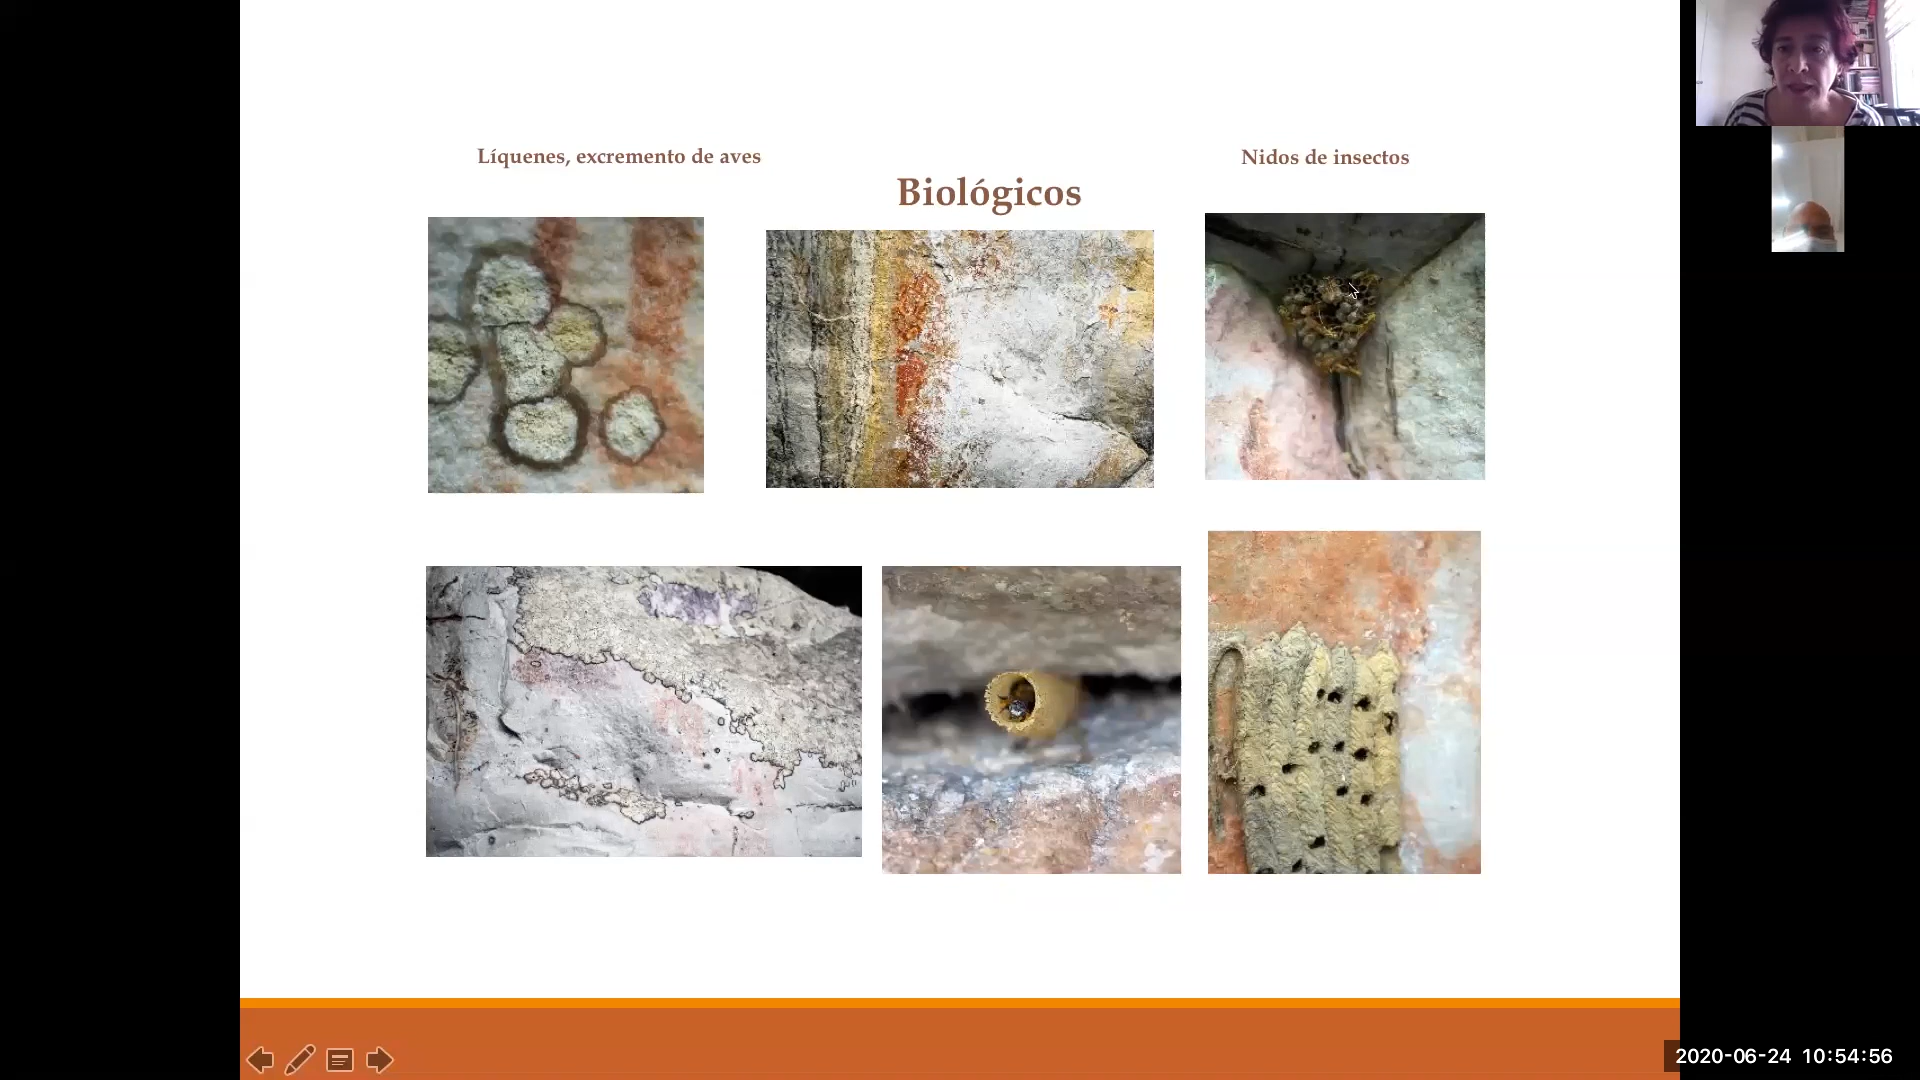 Líquenes, excremento de aves
Nidos de insectos
Biológicos
2020-06-24 10:54:56